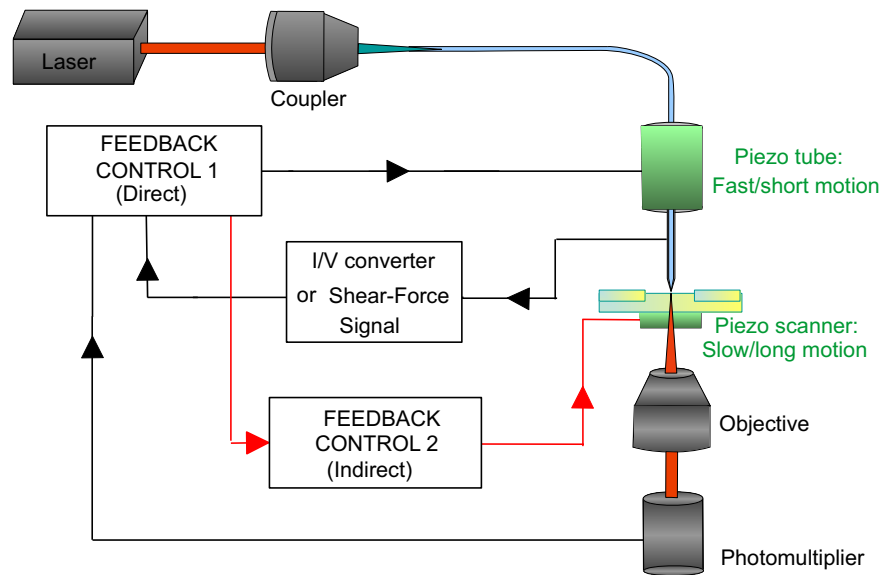 Laser
Coupler
FEEDBACK
CONTROL 1
(Direct)
Piezo tube:
Fast/short motion
I/V converter
or Shear-Force
Signal
Piezo scanner:
Slow/long motion
FEEDBACK
CONTROL 2
(Indirect)
Objective
Photomultiplier